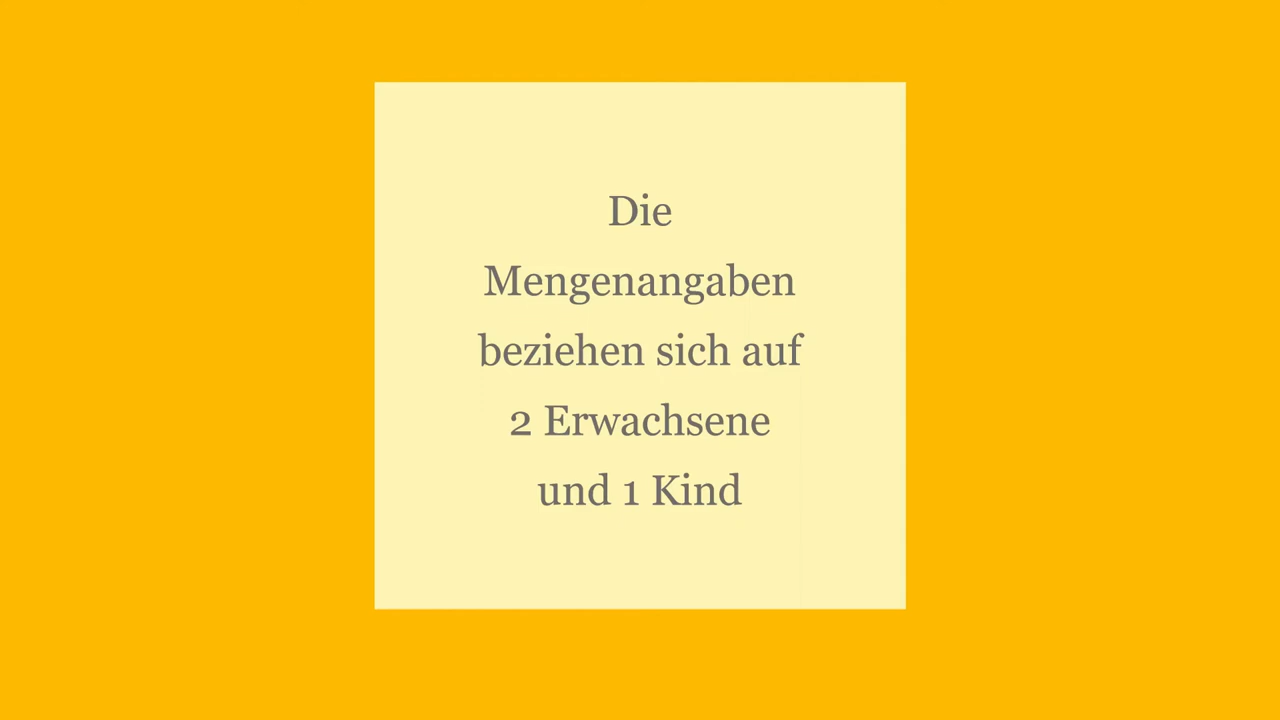 Die
Mengenangaben
beziehen sich auf
2 Erwachsene
und 1 Kind